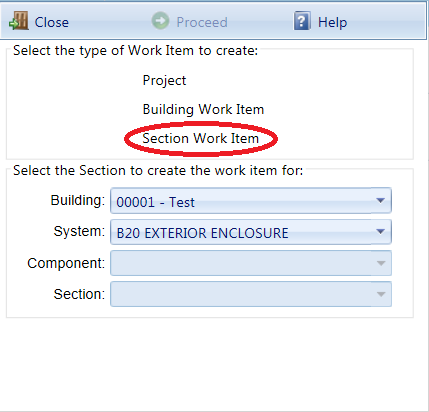 Close Proceed Help
Select the type of Work Item to create:
Project
Building Work Item
Section Work Item
Select the Section to create the work item for:
Building: 00001 - Test
System: B20 EXTERIOR ENCLOSURE
Component:
Section: